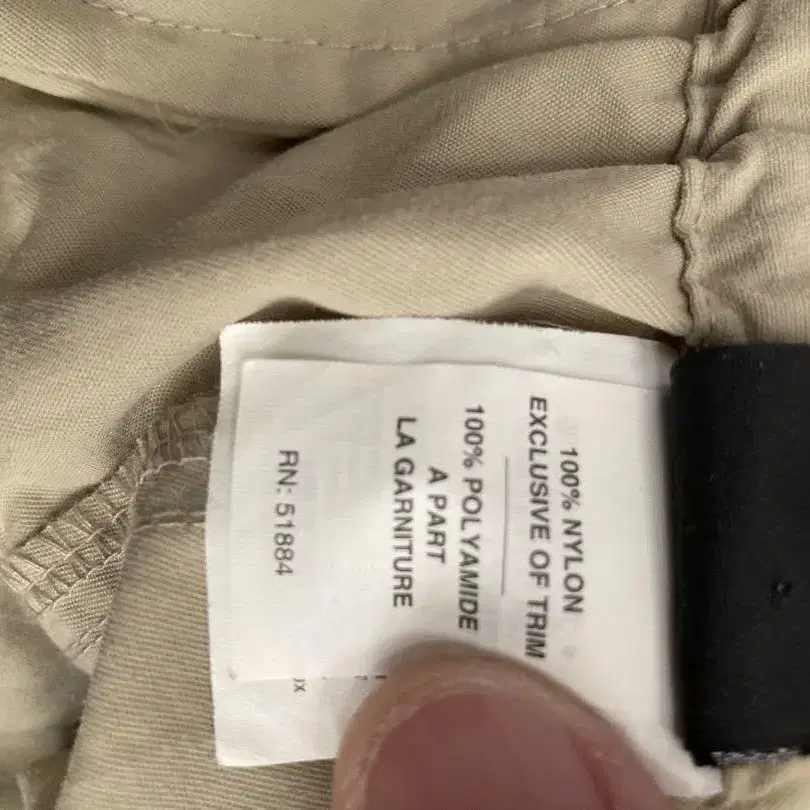 100% NYLON
EXCLUSIVE OF TRIM
100% POLYAMIDE
A PART
LA GARNITURE
RN: 51884